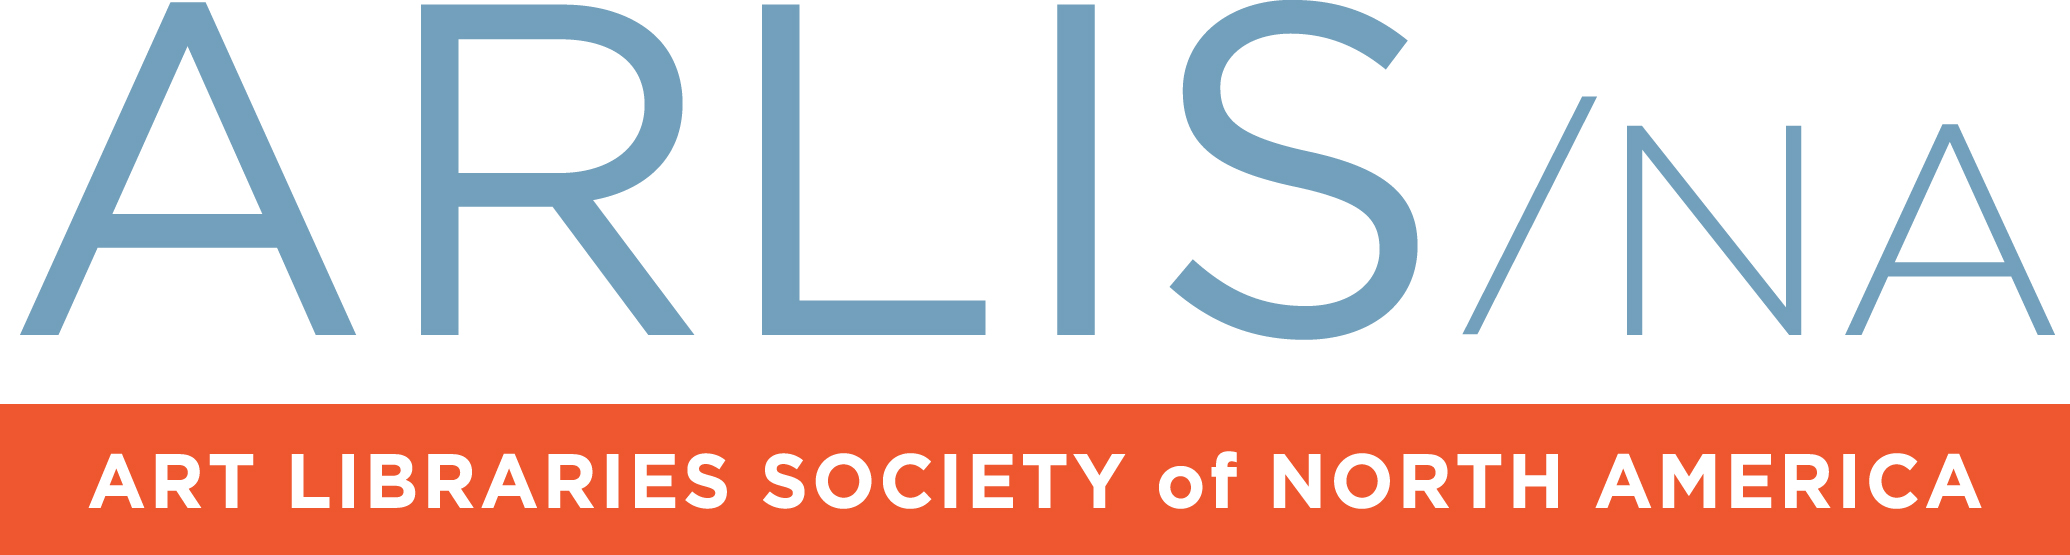 ARLIS/NA
ART LIBRARIES SOCIETY of NORTH AMERICA